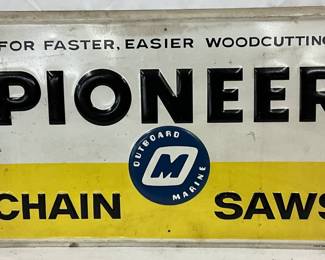 FOR FASTER, EASIER WOODCUTTING
PIONEER
OUTBOARD
M
MARINE
CHAIN SAWS